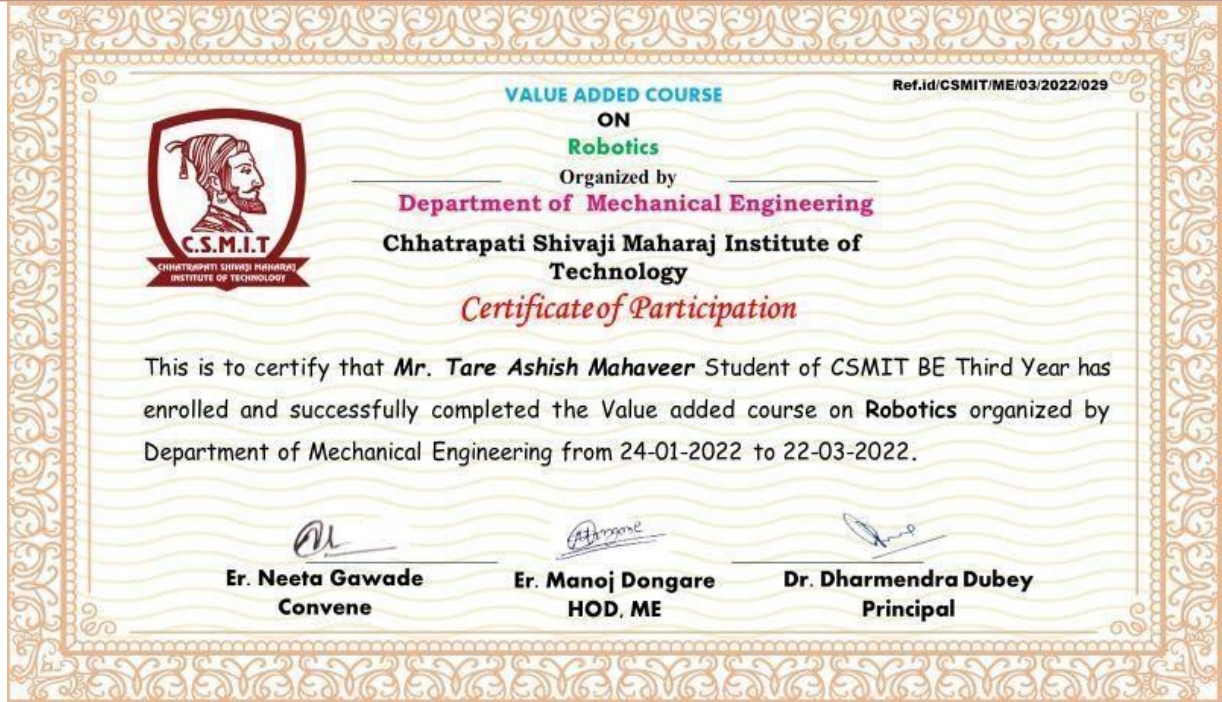 Ref.id/CSMIT/ME/03/2022/029
VALUE ADDED COURSE
ON
Robotics
Organized by
Department of Mechanical Engineering
Chhatrapati Shivaji Maharaj Institute of
Technology
Certificate of Participation
C.S.M.I.T
CHHATRAPATI SHIVAJI MAHARAJ
INSTITUTE OF TECHNOLOGY
This is to certify that Mr. Tare Ashish Mahaveer Student of CSMIT BE Third Year has
enrolled and successfully completed the Value added course on Robotics organized by
Department of Mechanical Engineering from 24-01-2022 to 22-03-2022.
Er. Neeta Gawade
Convene
Er. Manoj Dongare
HOD, ME
Dr. Dharmendra Dubey
Principal